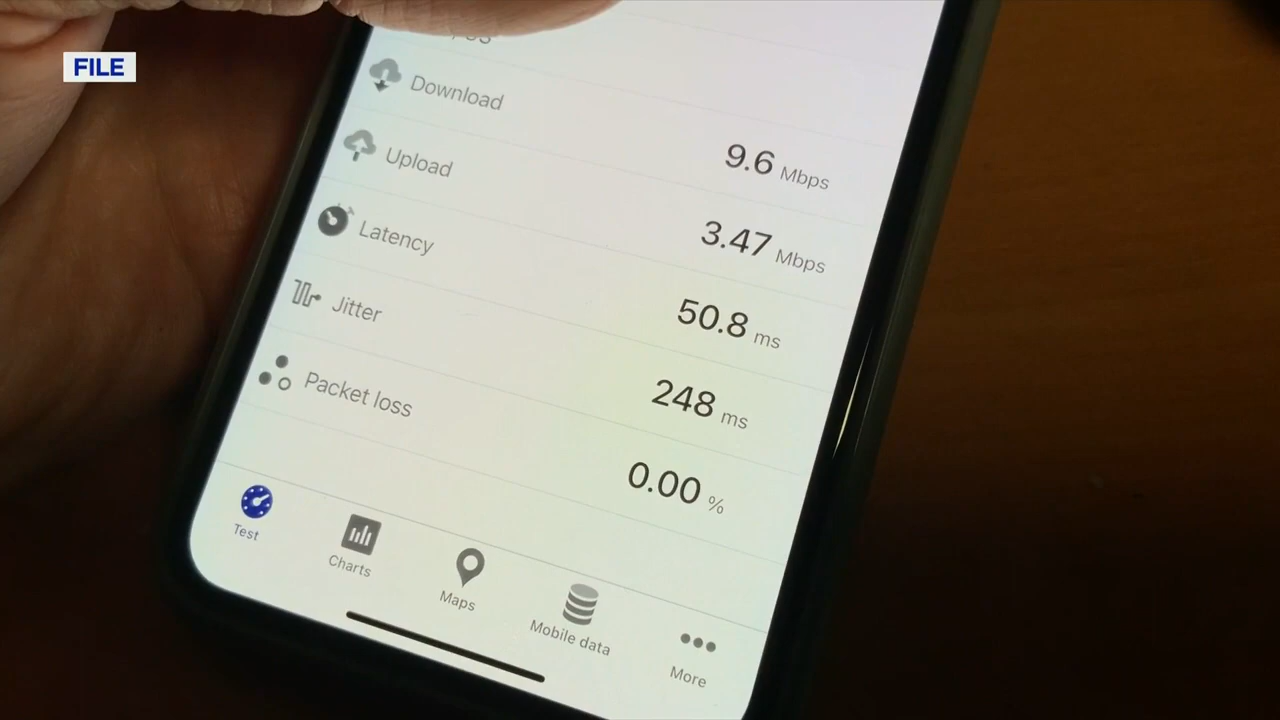 FILE
Download
9.6 Mbps
Upload
3.47 Mbps
Latency
50.8 ms
Jitter
248 ms
Packet loss
0.00 %
Test
Charts
Maps
Mobile data
More